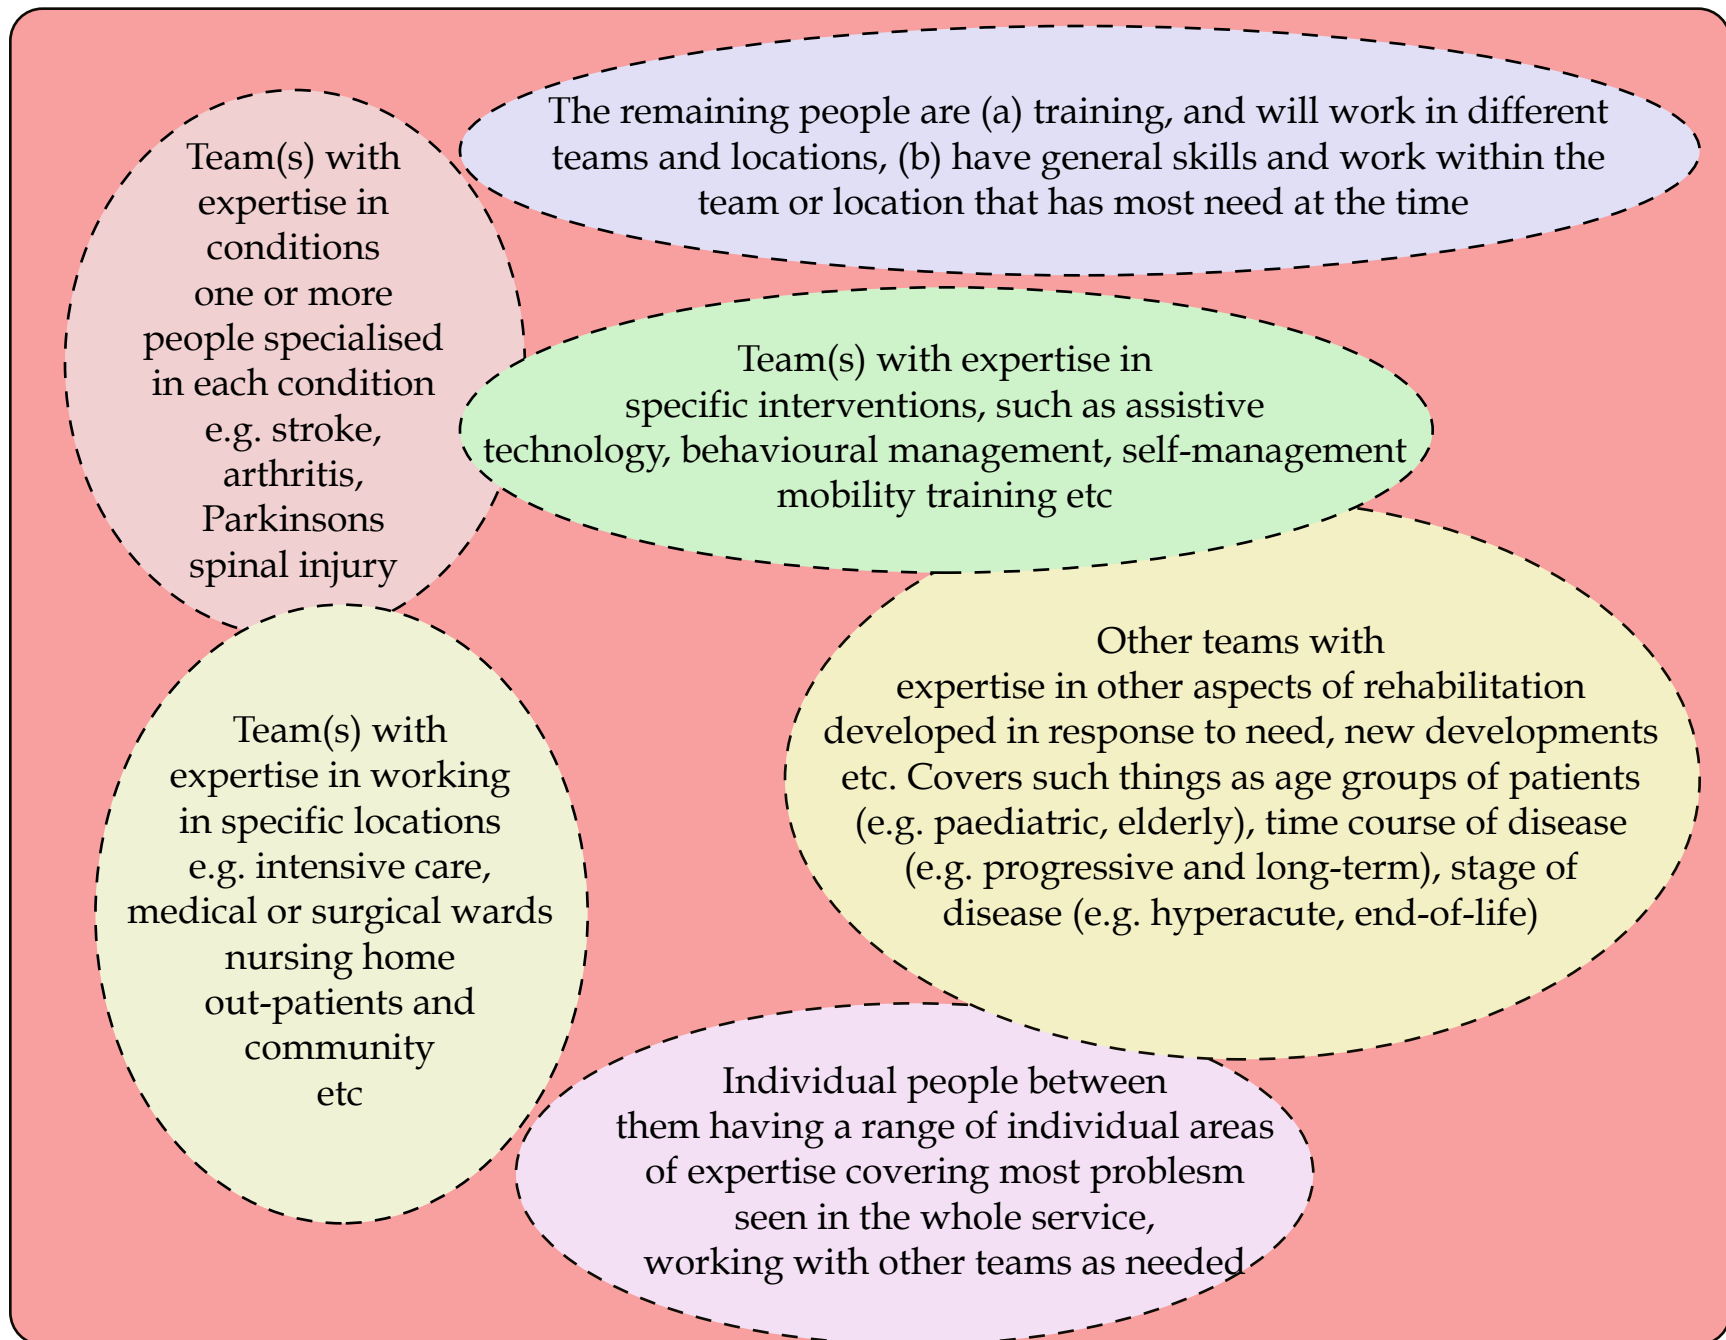 The remaining people are (a) training, and will work in different
teams and locations, (b) have general skills and work within the
team or location that has most need at the time
Team(s) with
expertise in
conditions
one or more
people specialised
in each condition
e.g. stroke,
arthritis,
Parkinsons
spinal injury
Team(s) with expertise in
specific interventions, such as assistive
technology, behavioural management, self-management
mobility training etc
Other teams with
expertise in other aspects of rehabilitation
developed in response to need, new developments
etc. Covers such things as age groups of patients
(e.g. paediatric, elderly), time course of disease
(e.g. progressive and long-term), stage of
disease (e.g. hyperacute, end-of-life)
Team(s) with
expertise in working
in specific locations
e.g. intensive care,
medical or surgical wards
nursing home
out-patients and
community
etc
Individual people between
them having a range of individual areas
of expertise covering most problesm
seen in the whole service,
working with other teams as needed